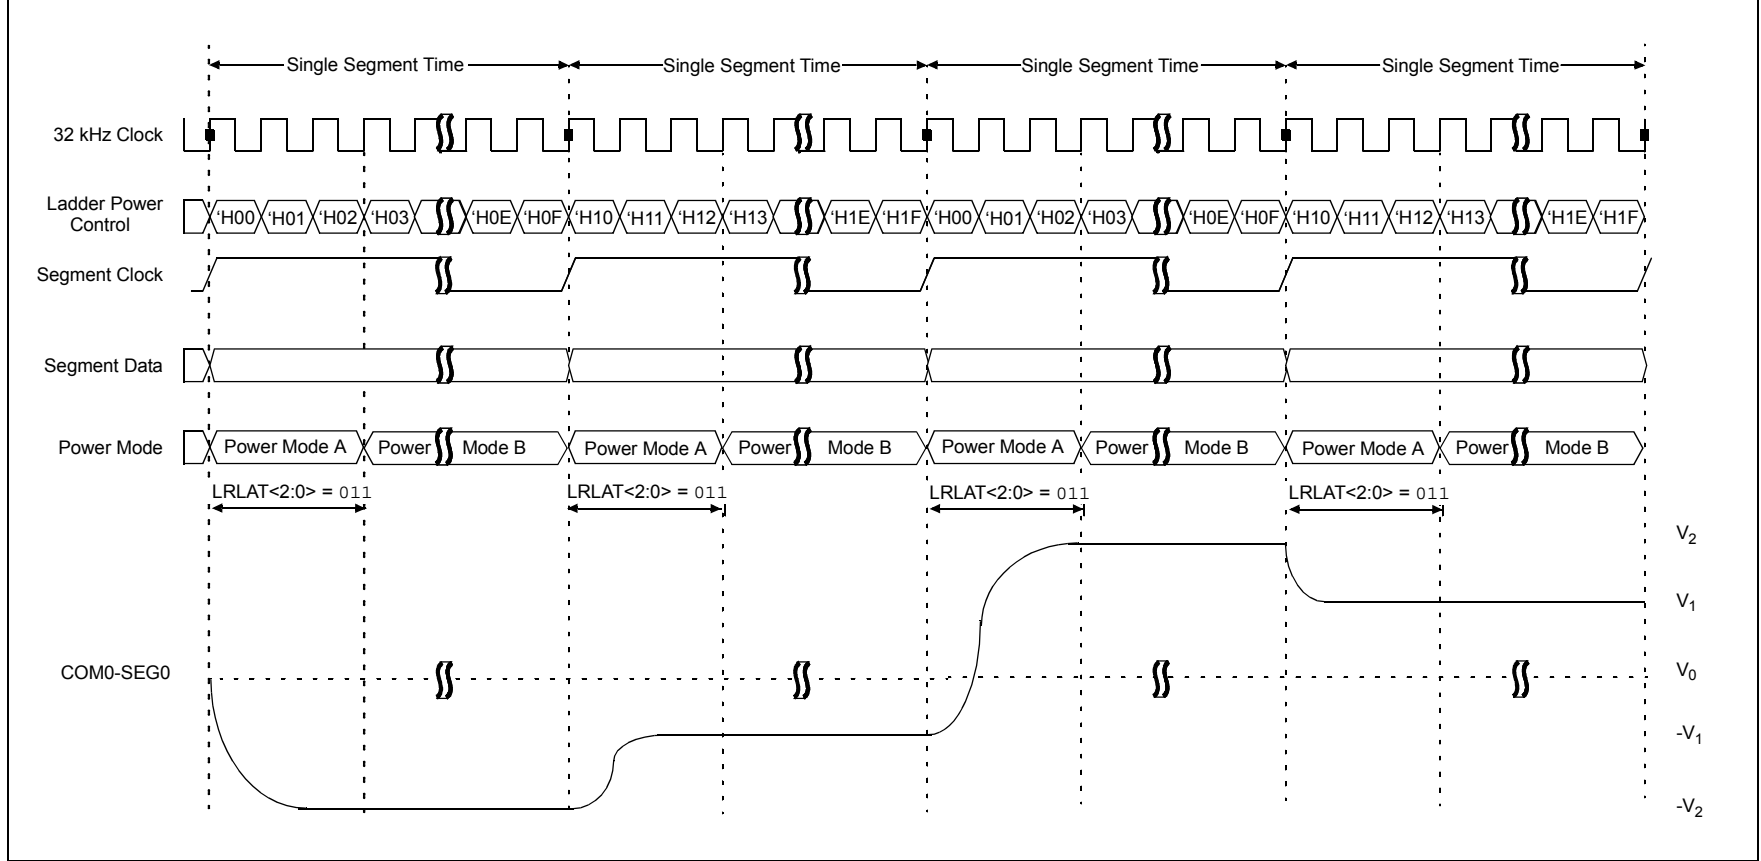 Single Segment Time Single Segment Time Single Segment Time Single Segment Time
32 kHz Clock
Ladder Power
Control
‘H00 ‘H01 ‘H02 ‘H03 ‘H0E ‘H0F ‘H10 ‘H11 ‘H12 ‘H13 ‘H1E ‘H1F ‘H00 ‘H01 ‘H02 ‘H03 ‘H0E ‘H0F ‘H10 ‘H11 ‘H12 ‘H13 ‘H1E ‘H1F
Segment Clock
Segment Data
Power Mode Power Mode A Power Mode B Power Mode A Power Mode B Power Mode A Power Mode B Power Mode A Power Mode B
LRLAT<2:0> = 011 LRLAT<2:0> = 011 LRLAT<2:0> = 011 LRLAT<2:0> = 011
V2
V1
COM0-SEG0 V0
-V1
-V2